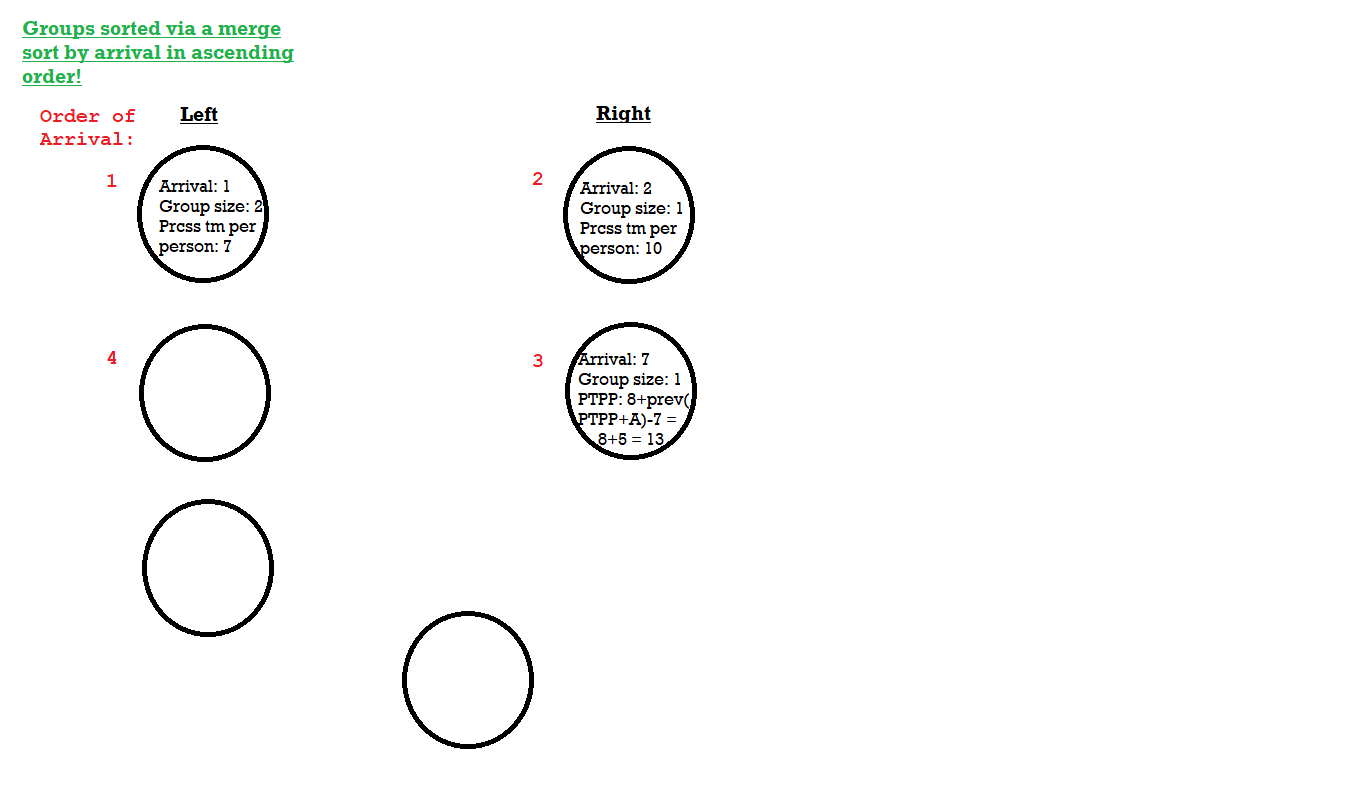 Groups sorted via a merge
sort by arrival in ascending
order!
Order of
Arrival:
Left
Right
1
Arrival: 1
Group size: 2
Prcss tm per
person: 7
2
Arrival: 2
Group size: 1
Prcss tm per
person: 10
4
3
Arrival: 7
Group size: 1
PTPP: 8+prev(
PTPP+A)-7 =
8+5 = 13